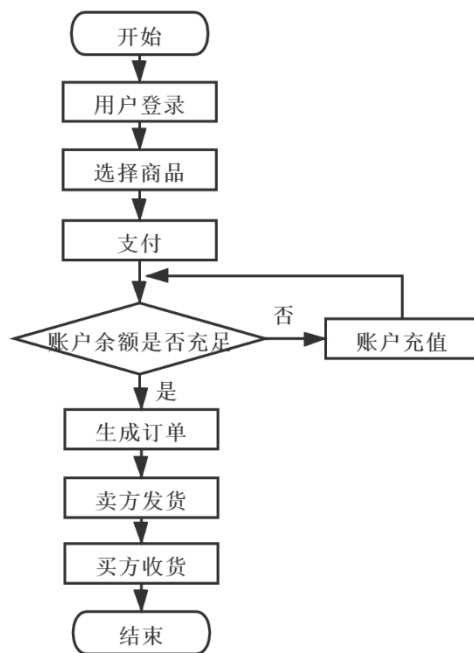 开始
用户登录
选择商品
支付
账户余额是否充足
否
账户充值
是
生成订单
卖方发货
买方收货
结束